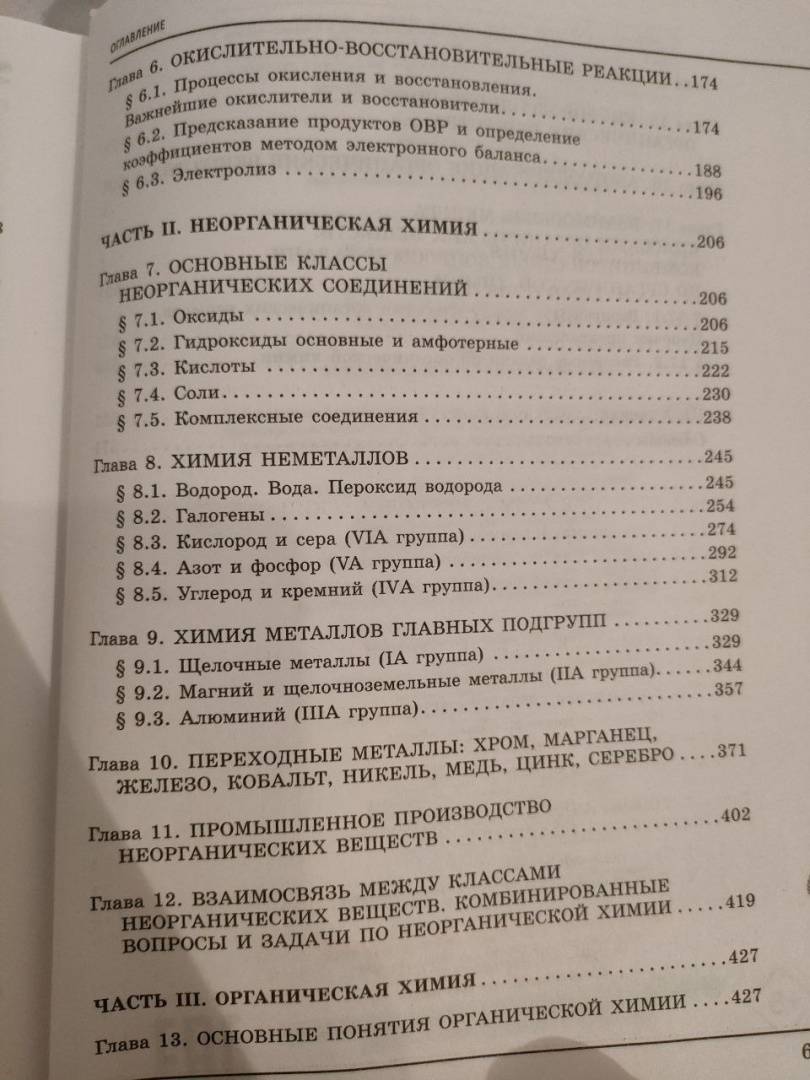 ОГЛАВЛЕНИЕ
Глава 6. ОКИСЛИТЕЛЬНО-ВОССТАНОВИТЕЛЬНЫЕ РЕАКЦИИ..174
§ 6.1. Процессы окисления и восстановления.
Важнейшие окислители и восстановители.....................174
§ 6.2. Предсказание продуктов ОВР и определение
коэффициентов методом электронного баланса...............188
§ 6.3. Электролиз ..........................................196
ЧАСТЬ II. НЕОРГАНИЧЕСКАЯ ХИМИЯ .....................206
Глава 7. ОСНОВНЫЕ КЛАССЫ
НЕОРГАНИЧЕСКИХ СОЕДИНЕНИЙ .......................206
§ 7.1. Оксиды ............................................206
§ 7.2. Гидроксиды основные и амфотерные ..................215
§ 7.3. Кислоты ...........................................222
§ 7.4. Соли...............................................230
§ 7.5. Комплексные соединения ............................238
Глава 8. ХИМИЯ НЕМЕТАЛЛОВ ..............................245
§ 8.1. Водород. Вода. Пероксид водорода ...................245
§ 8.2. Галогены ..........................................254
§ 8.3. Кислород и сера (VIA группа)........................274
§ 8.4. Азот и фосфор (VA группа) ..........................292
§ 8.5. Углерод и кремний (IVA группа)......................312
Глава 9. ХИМИЯ МЕТАЛЛОВ ГЛАВНЫХ ПОДГРУПП ...........329
§ 9.1. Щелочные металлы (IA группа) .......................329
§ 9.2. Магний и щелочноземельные металлы (IIA группа)......344
§ 9.3. Алюминий (IIIA группа)..............................357
Глава 10. ПЕРЕХОДНЫЕ МЕТАЛЛЫ: ХРОМ, МАРГАНЕЦ,
ЖЕЛЕЗО, КОБАЛЬТ, НИКЕЛЬ, МЕДЬ, ЦИНК, СЕРЕБРО ....371
Глава 11. ПРОМЫШЛЕННОЕ ПРОИЗВОДСТВО
НЕОРГАНИЧЕСКИХ ВЕЩЕСТВ ...........................402
Глава 12. ВЗАИМОСВЯЗЬ МЕЖДУ КЛАССАМИ
НЕОРГАНИЧЕСКИХ ВЕЩЕСТВ. КОМБИНИРОВАННЫЕ
ВОПРОСЫ И ЗАДАЧИ ПО НЕОРГАНИЧЕСКОЙ ХИМИИ .....419
ЧАСТЬ III. ОРГАНИЧЕСКАЯ ХИМИЯ.......................427
Глава 13. ОСНОВНЫЕ ПОНЯТИЯ ОРГАНИЧЕСКОЙ ХИМИИ ....427
6